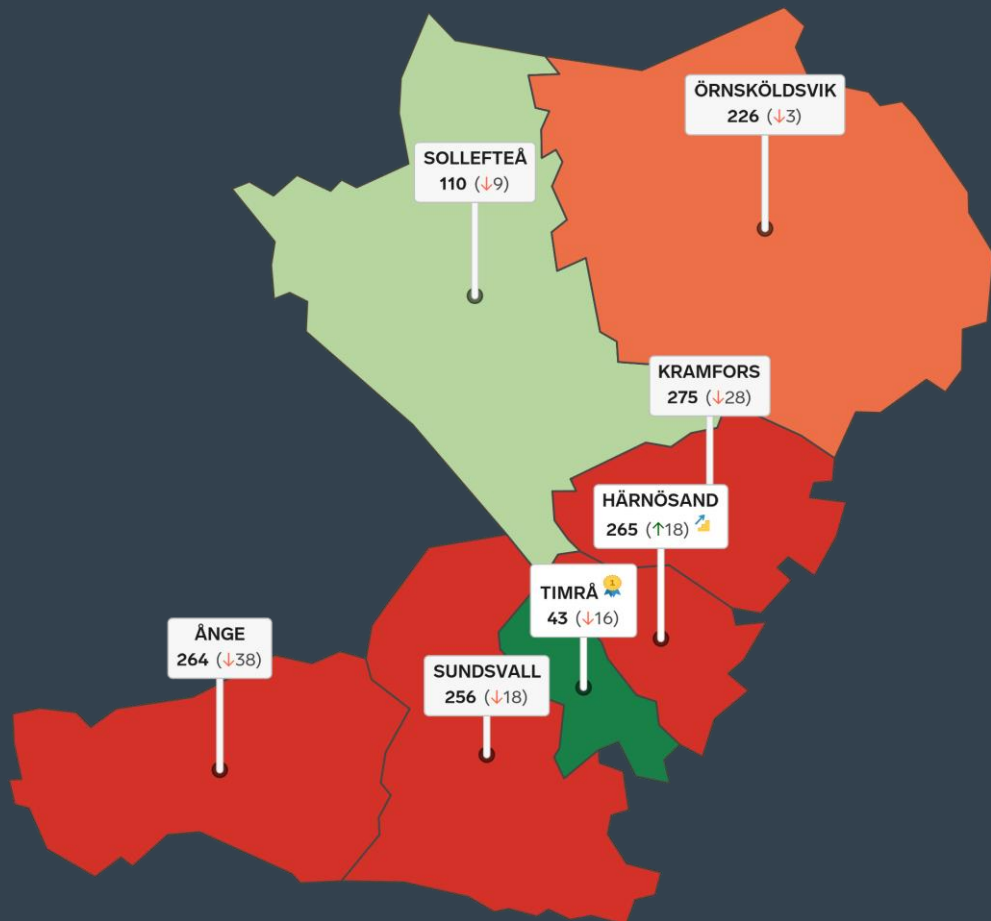 ÖRNSKÖLDSVIK
226 (↓3)
SOLLEFTEÅ
110 (↓9)
KRAMFORS
275 (↓28)
HÄRNÖSAND
265 (↑18)
TIMRÅ 1
43 (↓16)
ÅNGE
264 (↓38)
SUNDSVALL
256 (↓18)